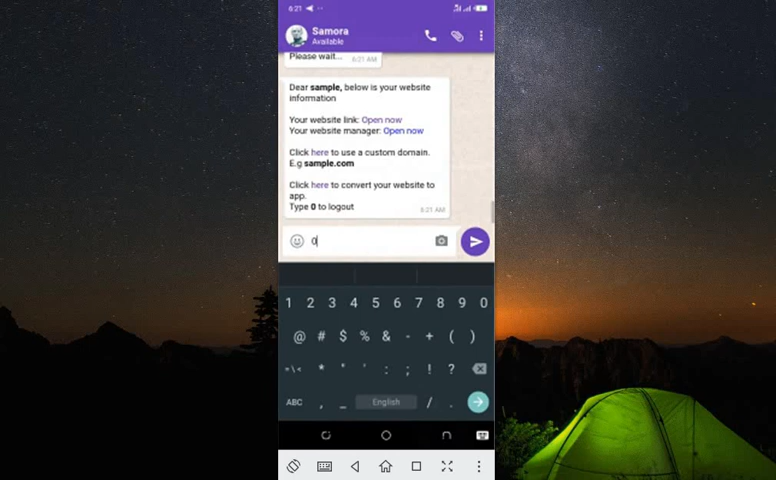 6:21
Samora
Available
Please wait...
6:21 AM
Dear sample, below is your website
information
Your website link: Open now
Your website manager: Open now
Click here to use a custom domain.
E.g sample.com
Click here to convert your website to
app.
Type 0 to logout
6:21 AM
0
1 2 3 4 5 6 7 8 9 0
@ # $ % & - + ( )
=\< * " ' : ; ! ?
ABC , _ English / .